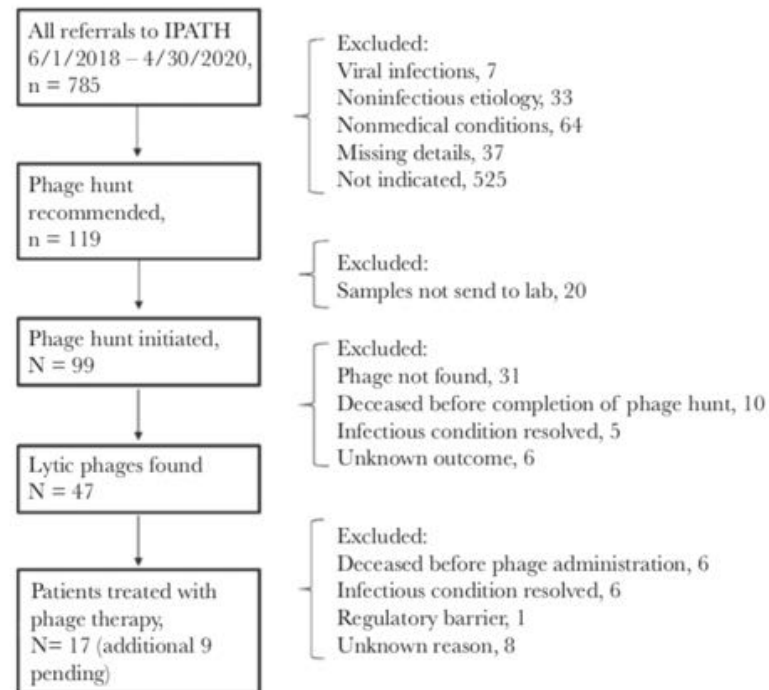 All referrals to IPATH
6/1/2018 – 4/30/2020,
n = 785
Excluded:
Viral infections, 7
Noninfectious etiology, 33
Nonmedical conditions, 64
Missing details, 37
Not indicated, 525
Phage hunt
recommended,
n = 119
Excluded:
Samples not send to lab, 20
Phage hunt initiated,
N = 99
Excluded:
Phage not found, 31
Deceased before completion of phage hunt, 10
Infectious condition resolved, 5
Unknown outcome, 6
Lytic phages found
N = 47
Excluded:
Deceased before phage administration, 6
Infectious condition resolved, 6
Regulatory barrier, 1
Unknown reason, 8
Patients treated with
phage therapy,
N= 17 (additional 9
pending)